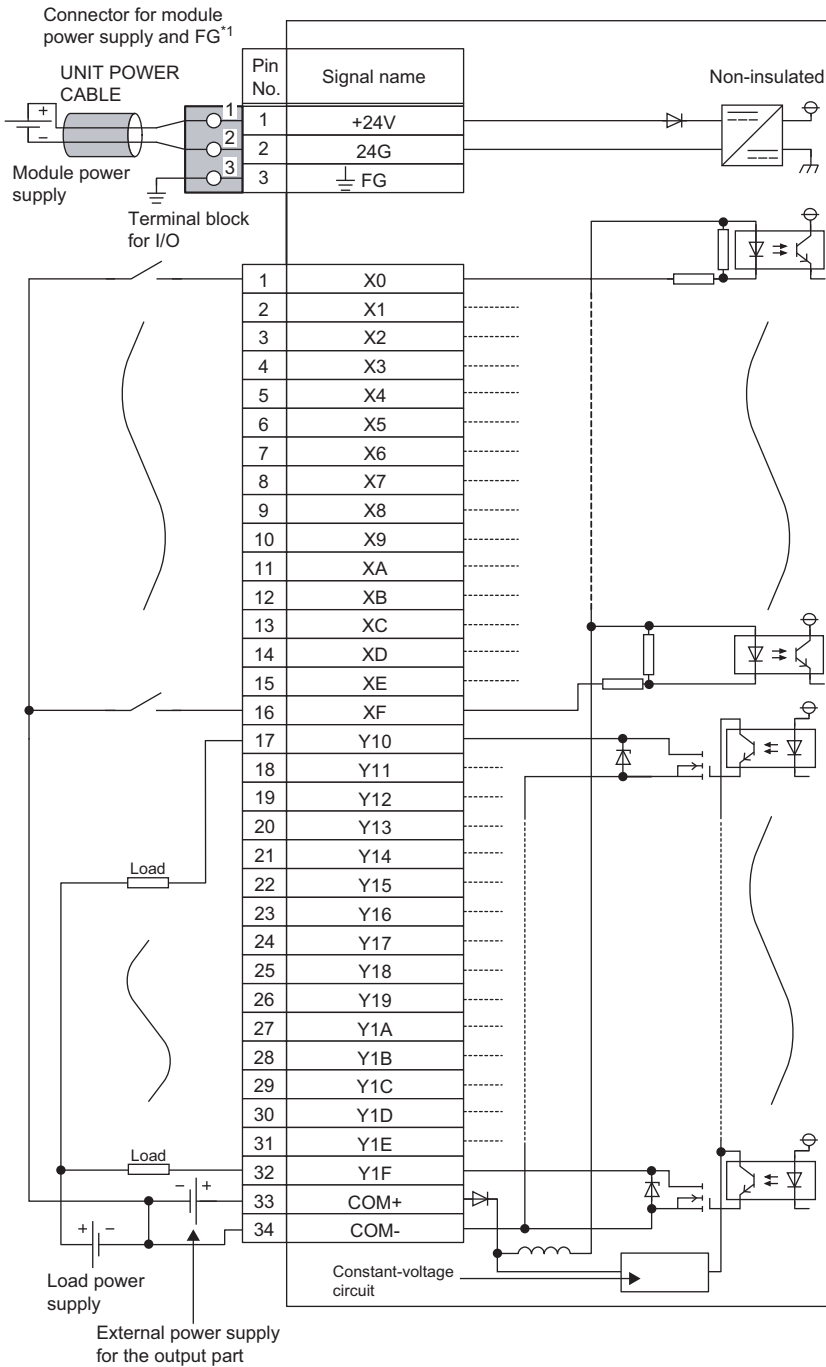 Connector for module
power supply and FG*1
UNIT POWER
CABLE
+
−
Module power
supply
1
2
3
Terminal block
for I/O
Pin
No.
Signal name
1 +24V
2 24G
3 FG
Non-insulated
1 X0
2 X1
3 X2
4 X3
5 X4
6 X5
7 X6
8 X7
9 X8
10 X9
11 XA
12 XB
13 XC
14 XD
15 XE
16 XF
17 Y10
18 Y11
19 Y12
20 Y13
21 Y14
22 Y15
23 Y16
24 Y17
25 Y18
26 Y19
27 Y1A
28 Y1B
29 Y1C
30 Y1D
31 Y1E
32 Y1F
33 COM+
34 COM-
Load
Load
− +
+ −
Load power
supply
External power supply
for the output part
Constant-voltage
circuit